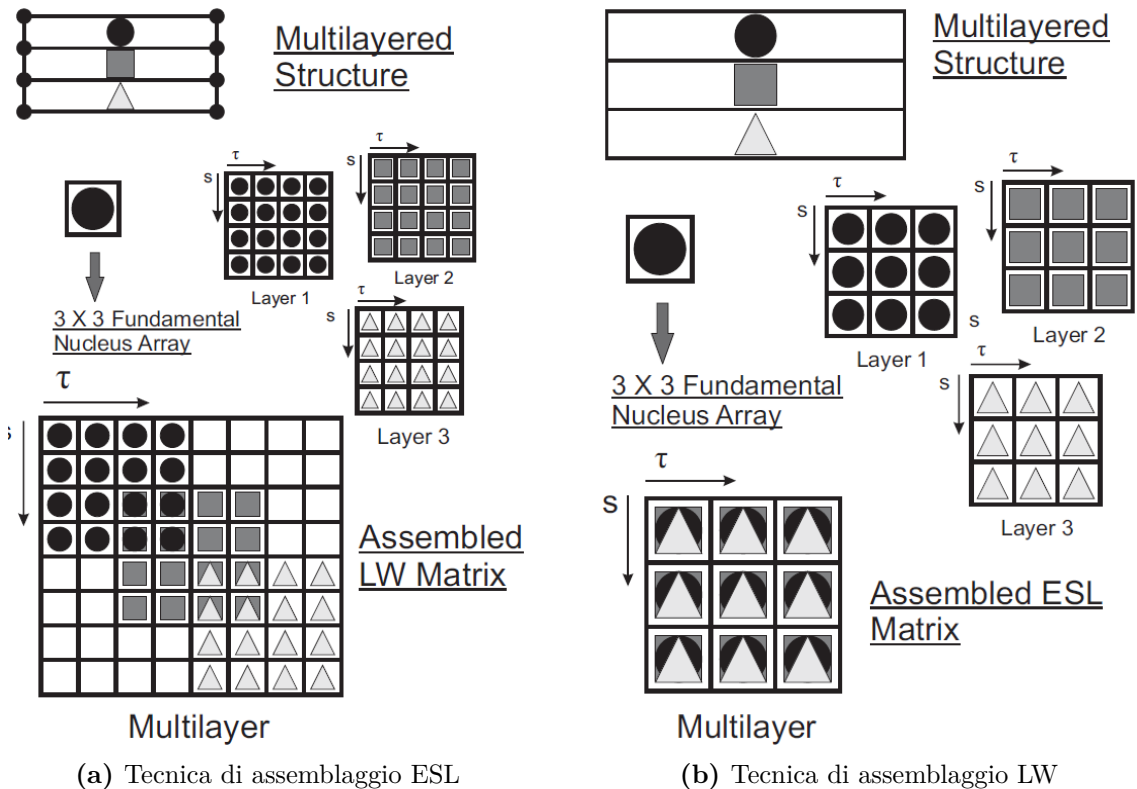 Multilayered
Structure
τ
s
Layer 1
τ
s
Layer 2
3 X 3 Fundamental
Nucleus Array
τ
s
Layer 3
τ
s
Assembled
LW Matrix
Multilayer
(a) Tecnica di assemblaggio ESL
Multilayered
Structure
τ
s
Layer 1
τ
s
s
Layer 2
3 X 3 Fundamental
Nucleus Array
τ
s
Layer 3
τ
s
Assembled ESL
Matrix
Multilayer
(b) Tecnica di assemblaggio LW